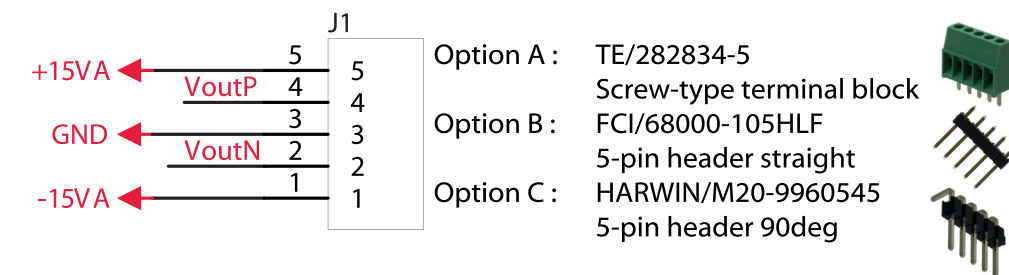 J1
+15V A 5 5 Option A : TE/282834-5
VoutP 4 4 Screw-type terminal block
GND 3 3 Option B : FCI/68000-105HLF
VoutN 2 2 5-pin header straight
-15V A 1 1 Option C : HARWIN/M20-9960545
5-pin header 90deg